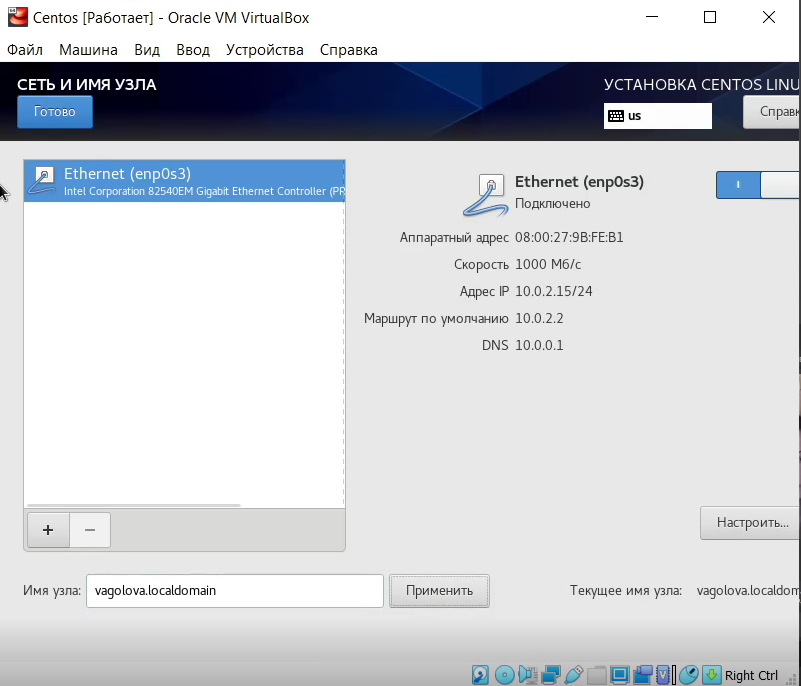 Centos [Работает] - Oracle VM VirtualBox
Файл Машина Вид Ввод Устройства Справка
СЕТЬ И ИМЯ УЗЛА
УСТАНОВКА CENTOS LINU
Готово
us
Справк
Ethernet (enp0s3)
Intel Corporation 82540EM Gigabit Ethernet Controller (PR
Ethernet (enp0s3)
Подключено
Аппаратный адрес 08:00:27:9B:FE:B1
Скорость 1000 Мб/с
Адрес IP 10.0.2.15/24
Маршрут по умолчанию 10.0.2.2
DNS 10.0.0.1
+ −
Настроить...
Имя узла: vagolova.localdomain Применить Текущее имя узла: vagolova.localdom
Right Ctrl